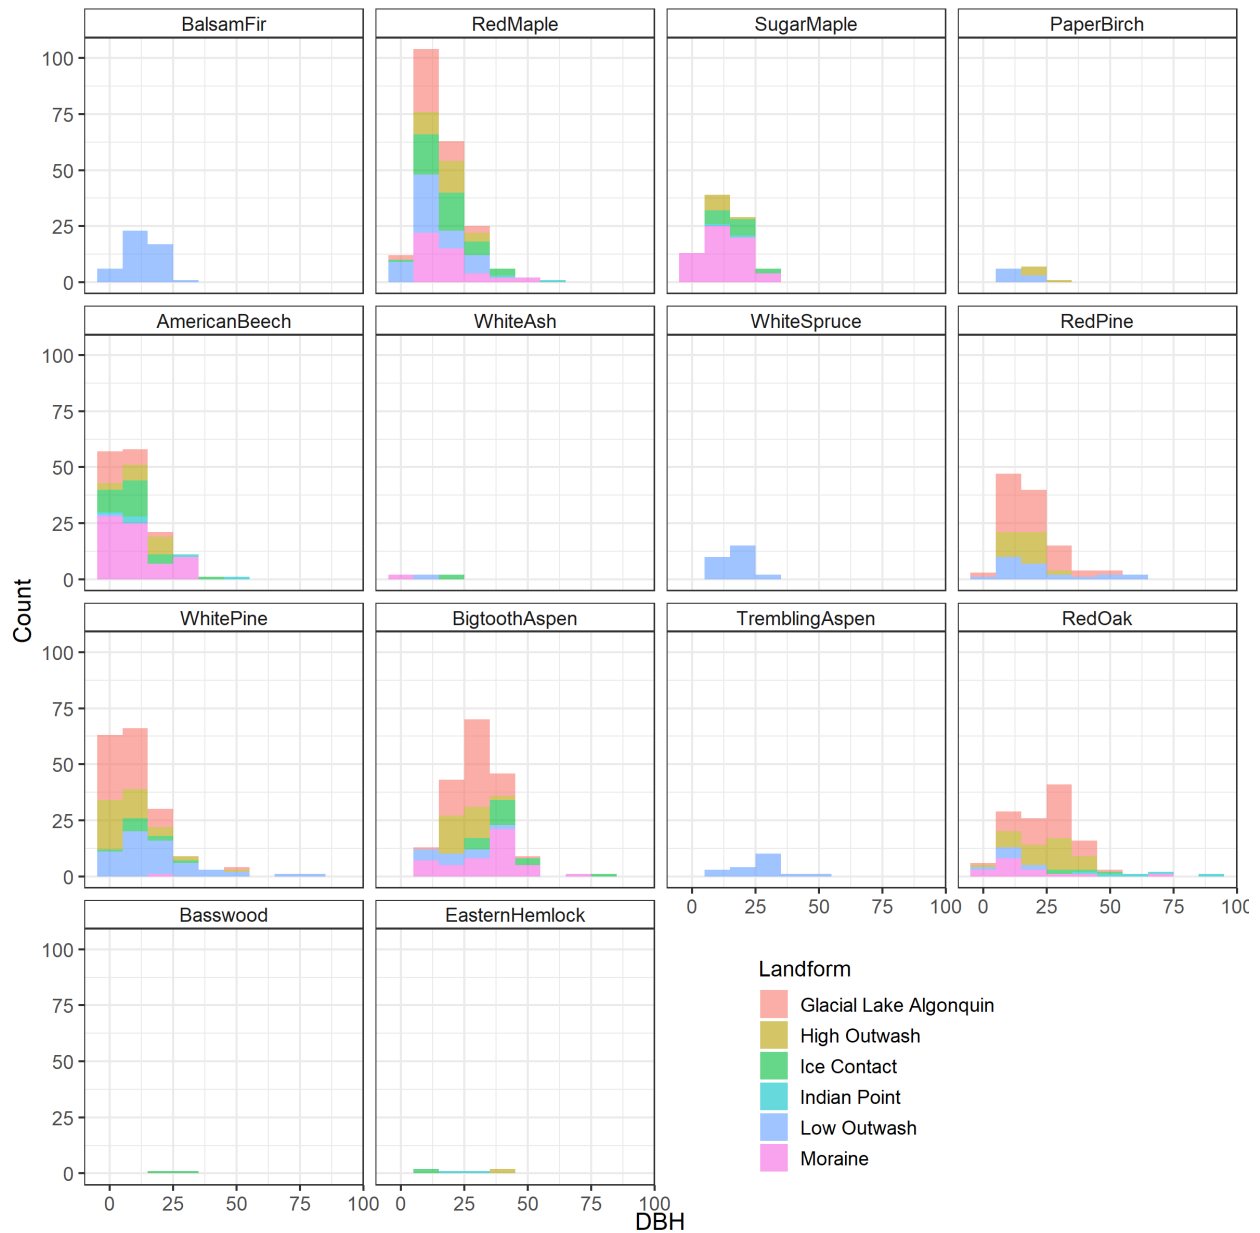 BalsamFir RedMaple SugarMaple PaperBirch
100
75
50
25
0
AmericanBeech WhiteAsh WhiteSpruce RedPine
100
75
50
25
0
Count
WhitePine BigtoothAspen TremblingAspen RedOak
100
75
50
25
0
0 25 50 75 100 0 25 50 75 100
Basswood EasternHemlock
100
75
50
25
0
0 25 50 75 100 0 25 50 75 100
DBH
Landform
Glacial Lake Algonquin
High Outwash
Ice Contact
Indian Point
Low Outwash
Moraine